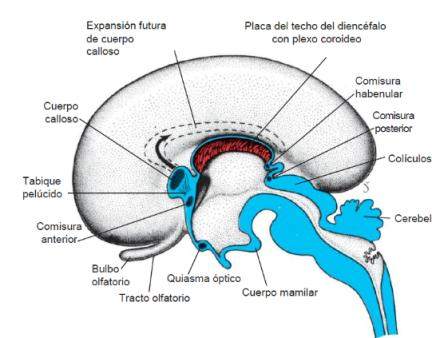 Expansión futura
de cuerpo
calloso
Placa del techo del diencéfalo
con plexo coroideo
Comisura
habenular
Comisura
posterior
Colículos
Cuerpo
calloso
Tabique
pelúcido
Comisura
anterior
Cerebel
Bulbo
olfatorio
Tracto olfatorio
Quiasma óptico
Cuerpo mamilar